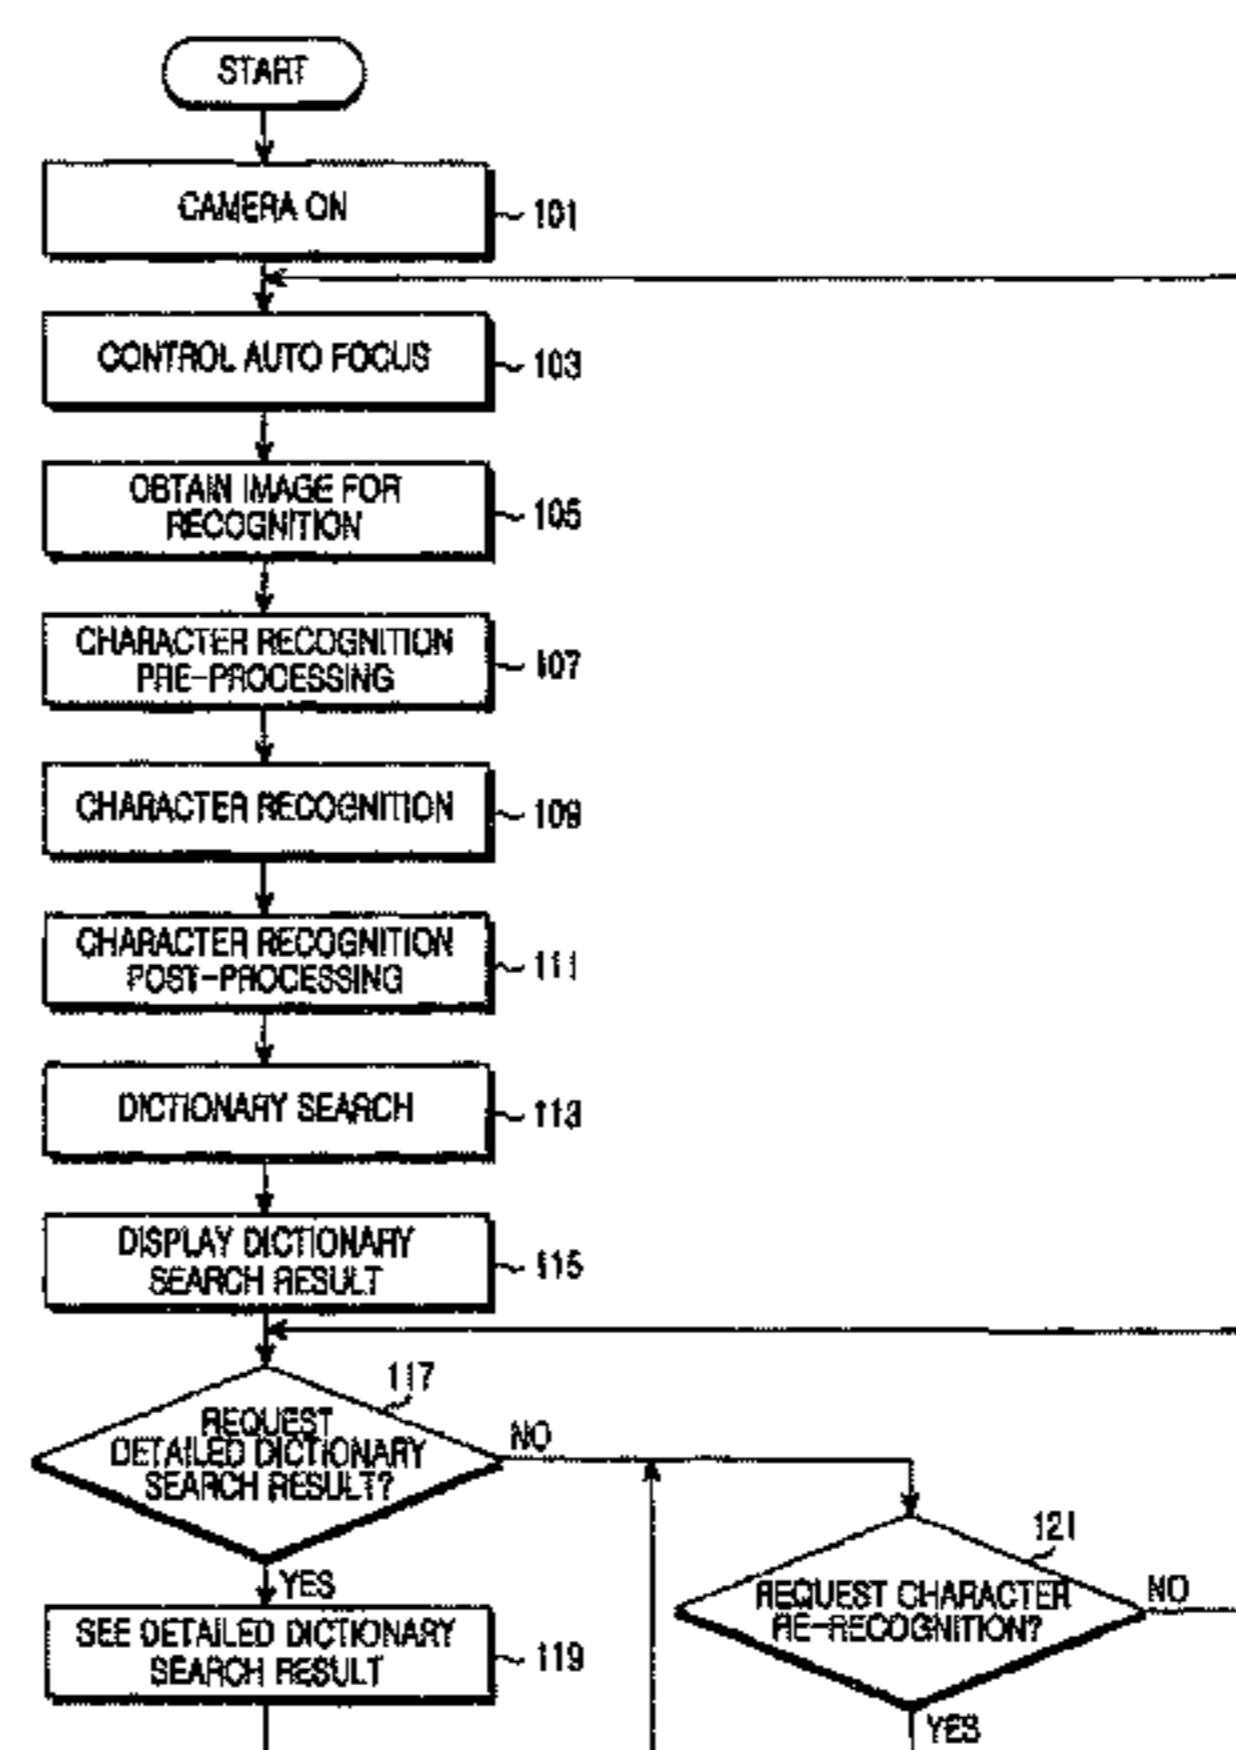 START
CAMERA ON
101
CONTROL AUTO FOCUS
103
OBTAIN IMAGE FOR
RECOGNITION
105
CHARACTER RECOGNITION
PRE-PROCESSING
107
CHARACTER RECOGNITION
109
CHARACTER RECOGNITION
POST-PROCESSING
111
DICTIONARY SEARCH
113
DISPLAY DICTIONARY
SEARCH RESULT
115
117
REQUEST
DETAILED DICTIONARY
SEARCH RESULT?
NO
YES
121
REQUEST CHARACTER
RE-RECOGNITION?
NO
SEE DETAILED DICTIONARY
SEARCH RESULT
119
YES